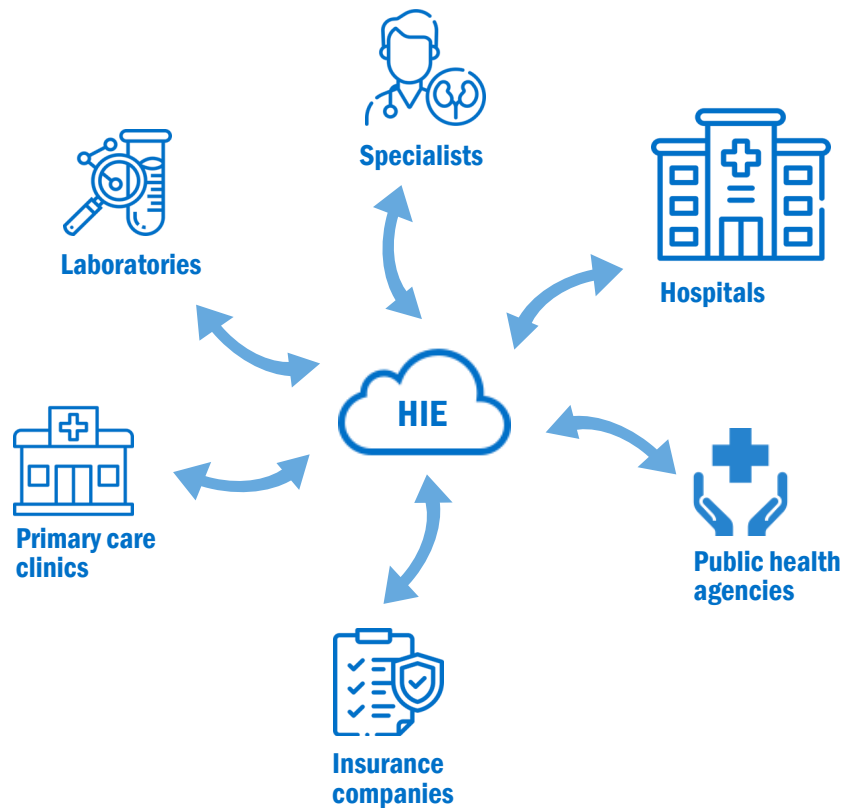 Specialists
Laboratories
Hospitals
HIE
Primary care
clinics
Public health
agencies
Insurance
companies